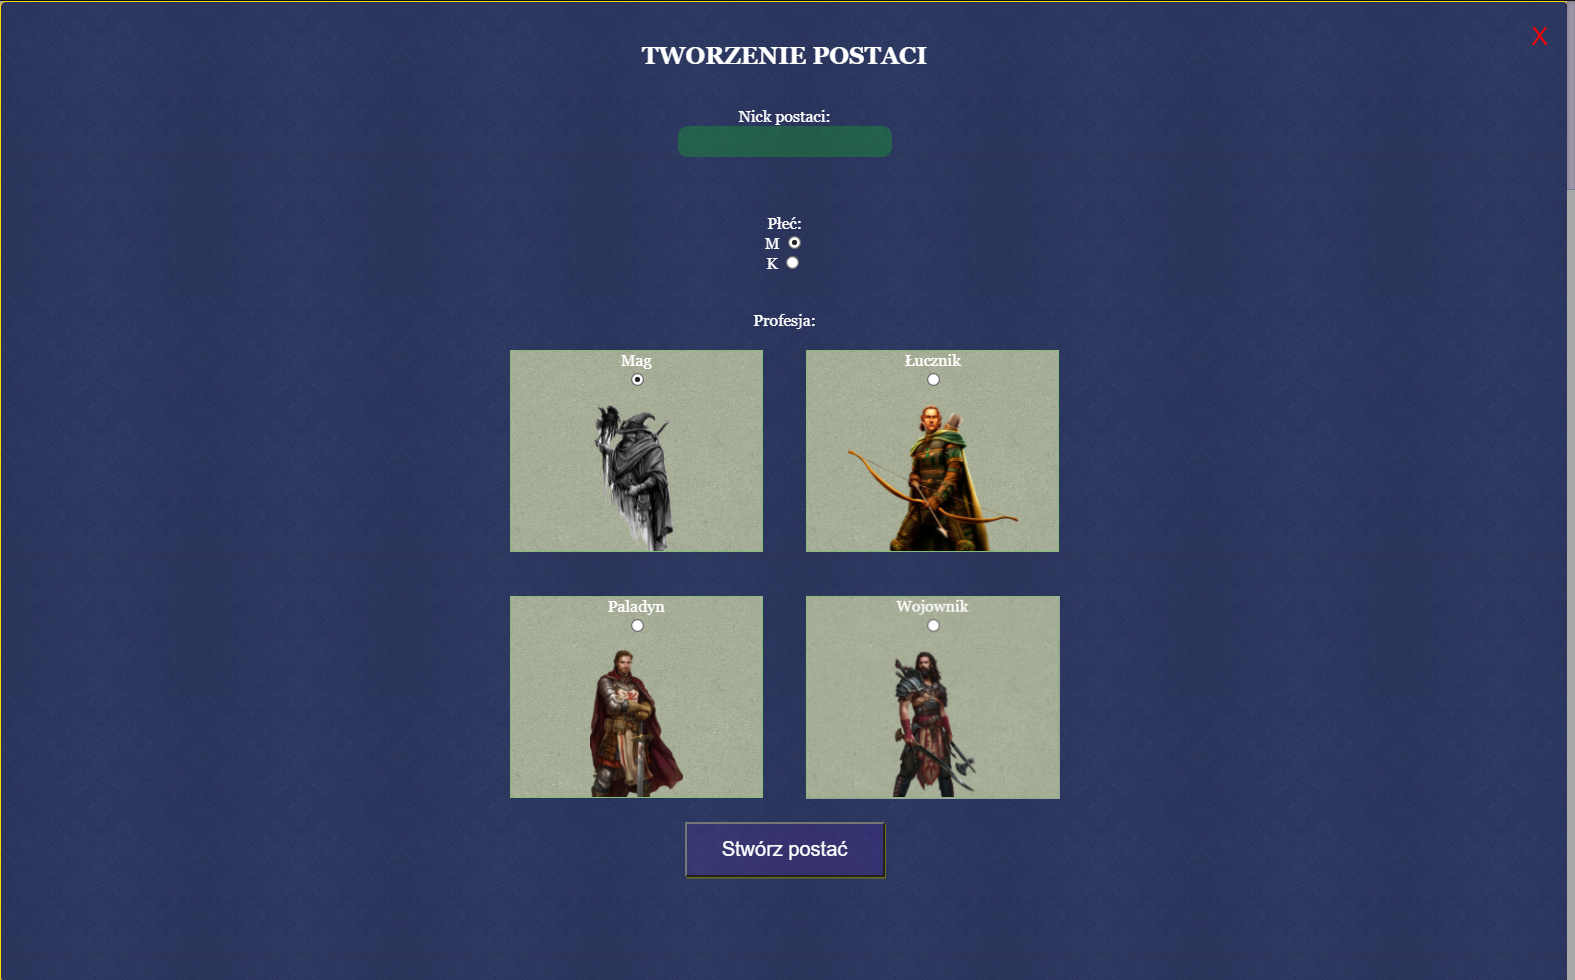 X
TWORZENIE POSTACI
Nick postaci:
Płeć:
M
K
Profesja:
Mag
Łucznik
Paladyn
Wojownik
Stwórz postać